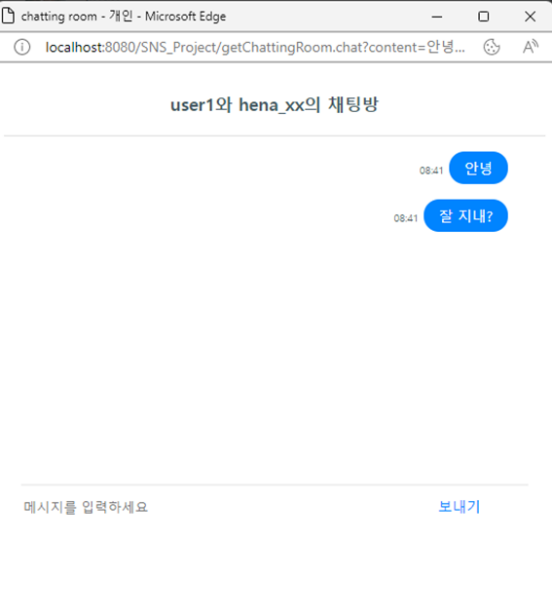 chatting room - 개인 - Microsoft Edge
localhost:8080/SNS_Project/getChattingRoom.chat?content=안녕...
user1와 hena_xx의 채팅방
08:41 안녕
08:41 잘 지내?
메시지를 입력하세요 보내기